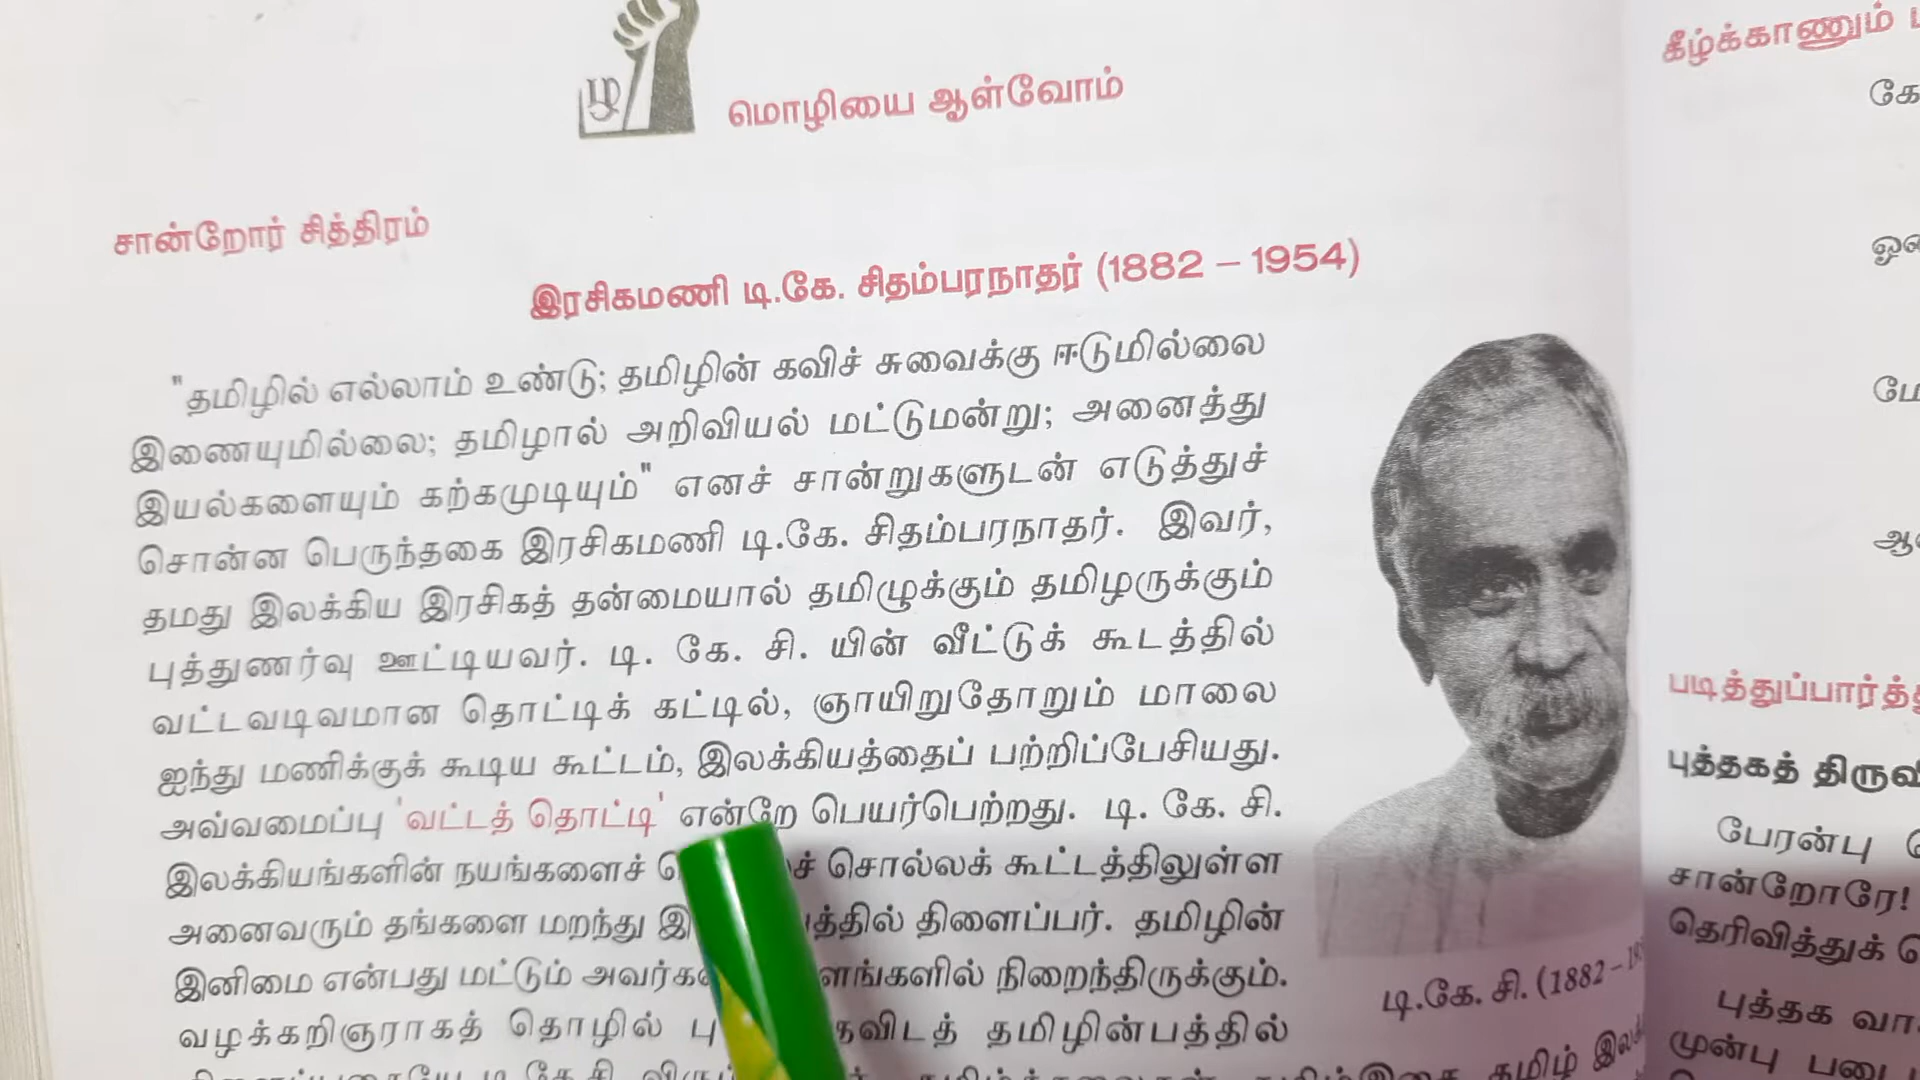 ழ
மொழியை ஆள்வோம்
சான்றோர் சித்திரம்
இரசிகமணி டி.கே. சிதம்பரநாதர் (1882 – 1954)
"தமிழில் எல்லாம் உண்டு; தமிழின் கவிச் சுவைக்கு ஈடுமில்லை
இணையுமில்லை; தமிழால் அறிவியல் மட்டுமன்று; அனைத்து
இயல்களையும் கற்கமுடியும்" எனச் சான்றுகளுடன் எடுத்துச்
சொன்ன பெருந்தகை இரசிகமணி டி.கே. சிதம்பரநாதர். இவர்,
தமது இலக்கிய இரசிகத் தன்மையால் தமிழுக்கும் தமிழருக்கும்
புத்துணர்வு ஊட்டியவர். டி. கே. சி. யின் வீட்டுக் கூடத்தில்
வட்டவடிவமான தொட்டிக் கட்டில், ஞாயிறுதோறும் மாலை
ஐந்து மணிக்குக் கூடிய கூட்டம், இலக்கியத்தைப் பற்றிப்பேசியது.
அவ்வமைப்பு 'வட்டத் தொட்டி' என்றே பெயர்பெற்றது. டி. கே. சி.
இலக்கியங்களின் நயங்களைச் சொல்லக் கூட்டத்திலுள்ள
அனைவரும் தங்களை மறந்து திளைப்பர். தமிழின்
இனிமை என்பது மட்டும் நிறைந்திருக்கும்.
வழக்கறிஞராகத் தொழில் தமிழின்பத்தில்
டி.கே. சி. (1882 –
கீழ்க்காணும்
புத்தகத்
பேரன்பு
சான்றோரே!
தெரிவித்துக்
புத்தக
முன்பு